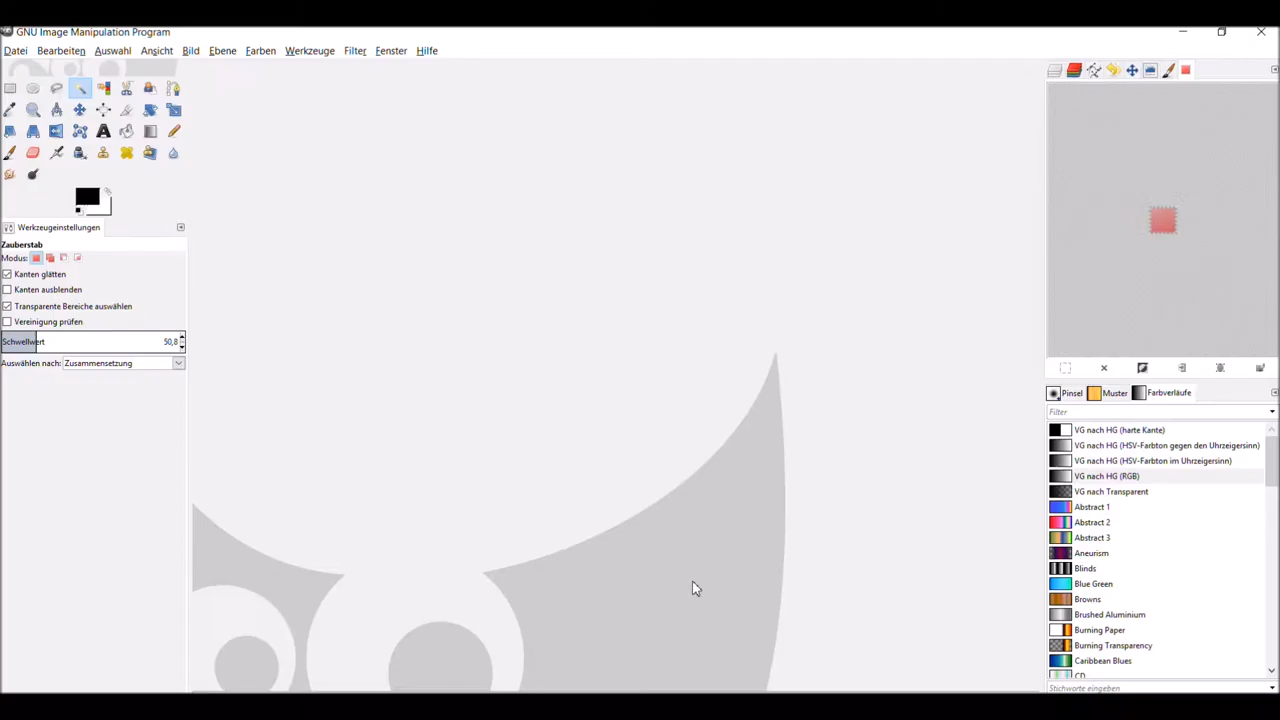 GNU Image Manipulation Program
Datei Bearbeiten Auswahl Ansicht Bild Ebene Farben Werkzeuge Filter Fenster Hilfe
Werkzeugeinstellungen
Zauberstab
Modus:
Kanten glätten
Kanten ausblenden
Transparente Bereiche auswählen
Vereinigung prüfen
Schwellwert 50,8
Auswählen nach: Zusammensetzung
Pinsel Muster Farbverläufe
Filter
VG nach HG (harte Kante)
VG nach HG (HSV-Farbton gegen den Uhrzeigersinn)
VG nach HG (HSV-Farbton im Uhrzeigersinn)
VG nach HG (RGB)
VG nach Transparent
Abstract 1
Abstract 2
Abstract 3
Aneurism
Blinds
Blue Green
Browns
Brushed Aluminium
Burning Paper
Burning Transparency
Caribbean Blues
CD
Stichworte eingeben